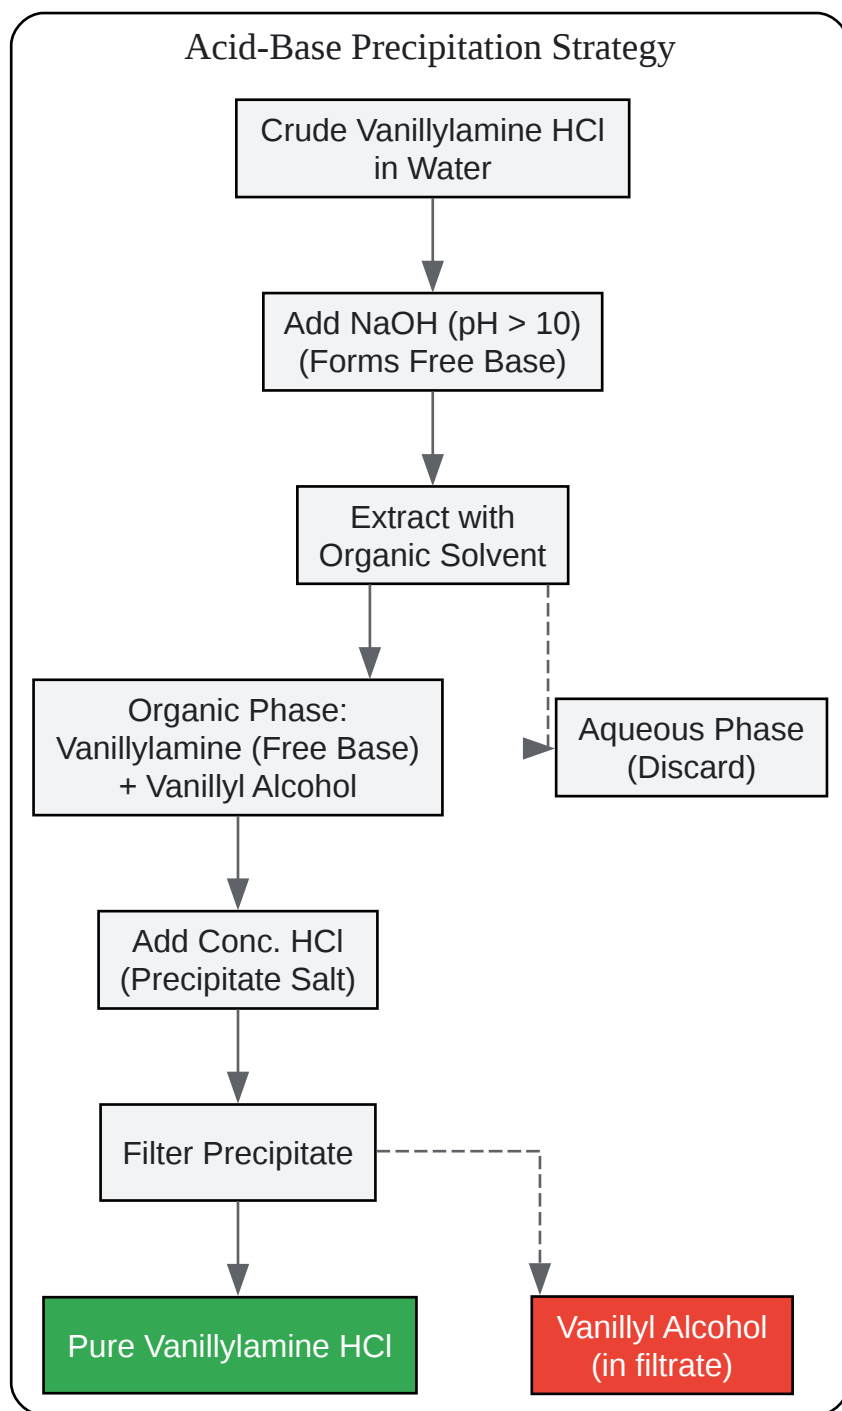 Acid-Base Precipitation Strategy
Crude Vanillylamine HCl
in Water
Add NaOH (pH > 10)
(Forms Free Base)
Extract with
Organic Solvent
Organic Phase:
Vanillylamine (Free Base)
+ Vanillyl Alcohol
Aqueous Phase
(Discard)
Add Conc. HCl
(Precipitate Salt)
Filter Precipitate
Pure Vanillylamine HCl
Vanillyl Alcohol
(in filtrate)